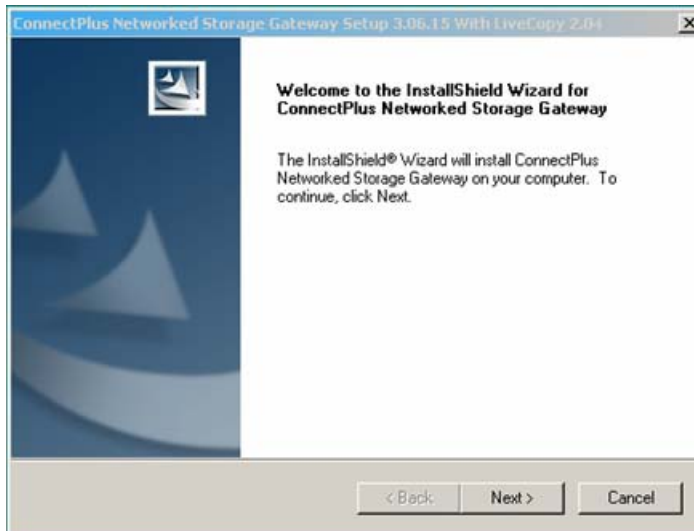 ConnectPlus Networked Storage Gateway Setup 3.06.15 With LiveCopy 2.04
Welcome to the InstallShield Wizard for
ConnectPlus Networked Storage Gateway
The InstallShield® Wizard will install ConnectPlus
Networked Storage Gateway on your computer. To
continue, click Next.
< Back
Next >
Cancel